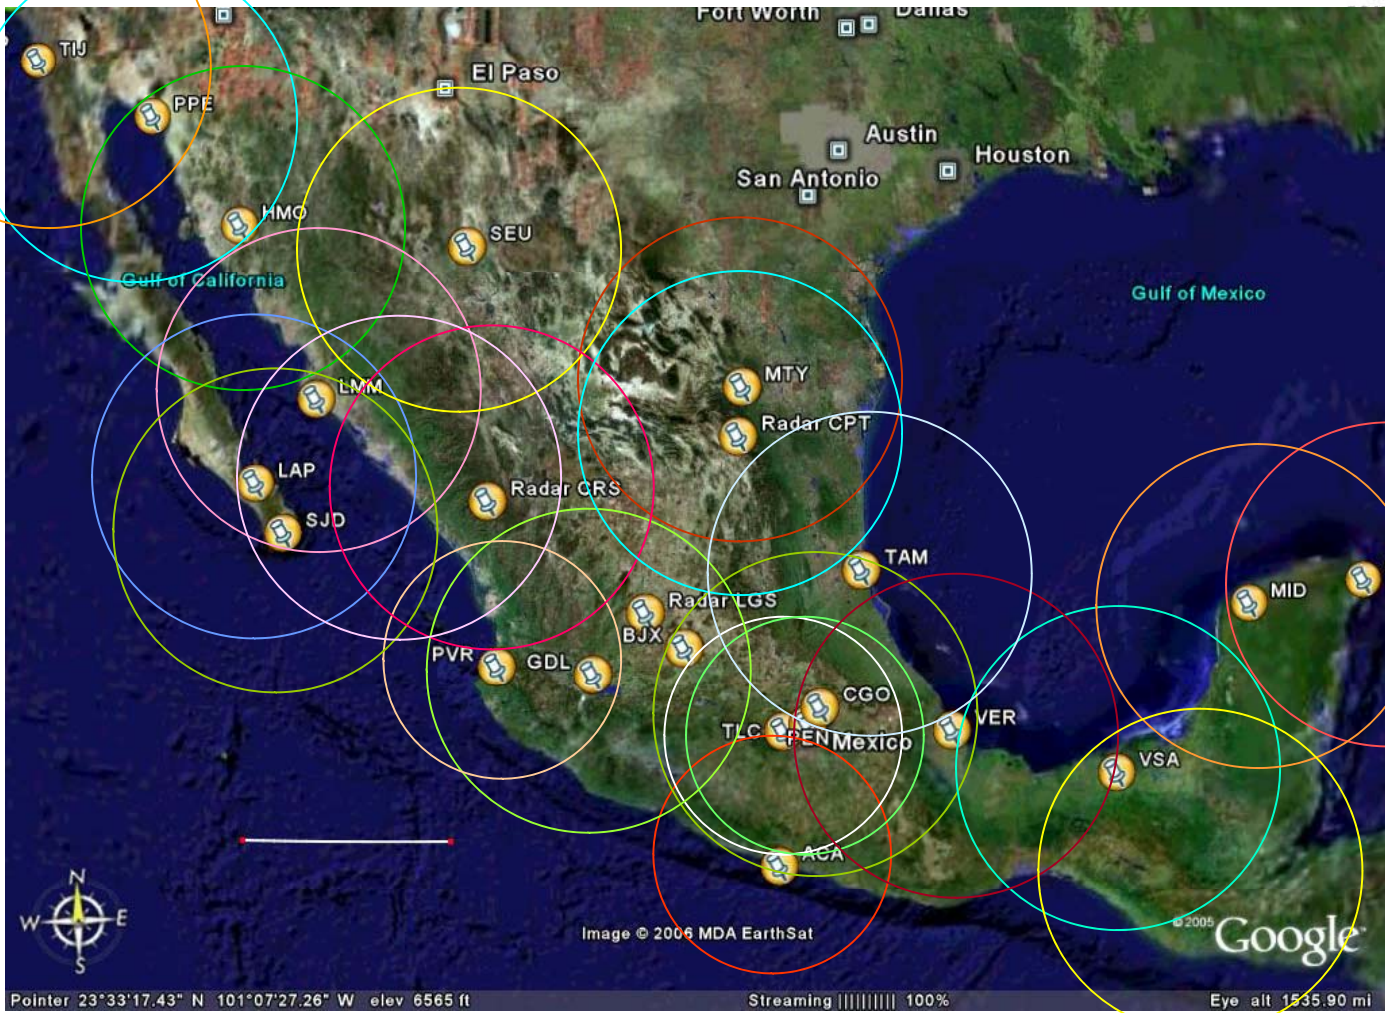 Fort Worth
Dallas
TIJ
El Paso
PPE
Austin
Houston
San Antonio
HMO
SEU
Gulf of California
Gulf of Mexico
MTY
LMM
Radar CPT
LAP
Radar CRS
SJD
TAM
MID
Radar LGS
BJX
PVR
GDL
CGO
TLC
PEN
Mexico
VER
VSA
ACA
N
W
E
S
Image © 2006 MDA EarthSat
© 2005
Google
Pointer 23°33'17.43" N 101°07'27.26" W elev 6565 ft
Streaming |||||||||| 100%
Eye alt 1535.90 mi